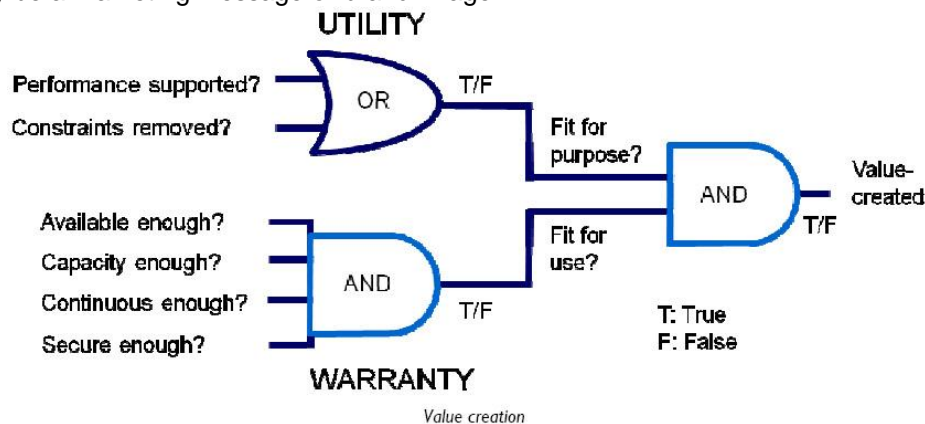 UTILITY
Performance supported?
Constraints removed?
OR
T/F
Fit for
purpose?
AND
Value-
created
T/F
Available enough?
Capacity enough?
Continuous enough?
Secure enough?
AND
T/F
Fit for
use?
T: True
F: False
WARRANTY
Value creation